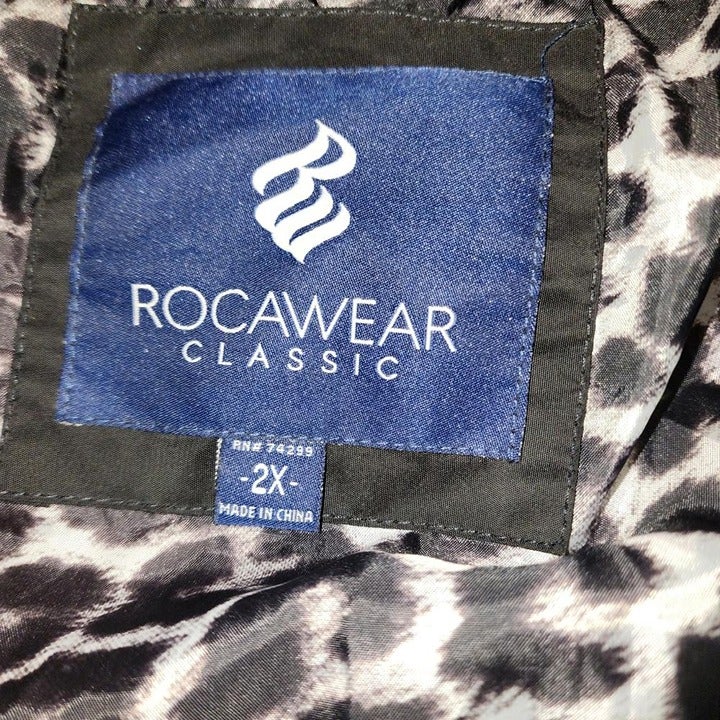 ROCAWEAR
CLASSIC
RN# 74299
-2X-
MADE IN CHINA